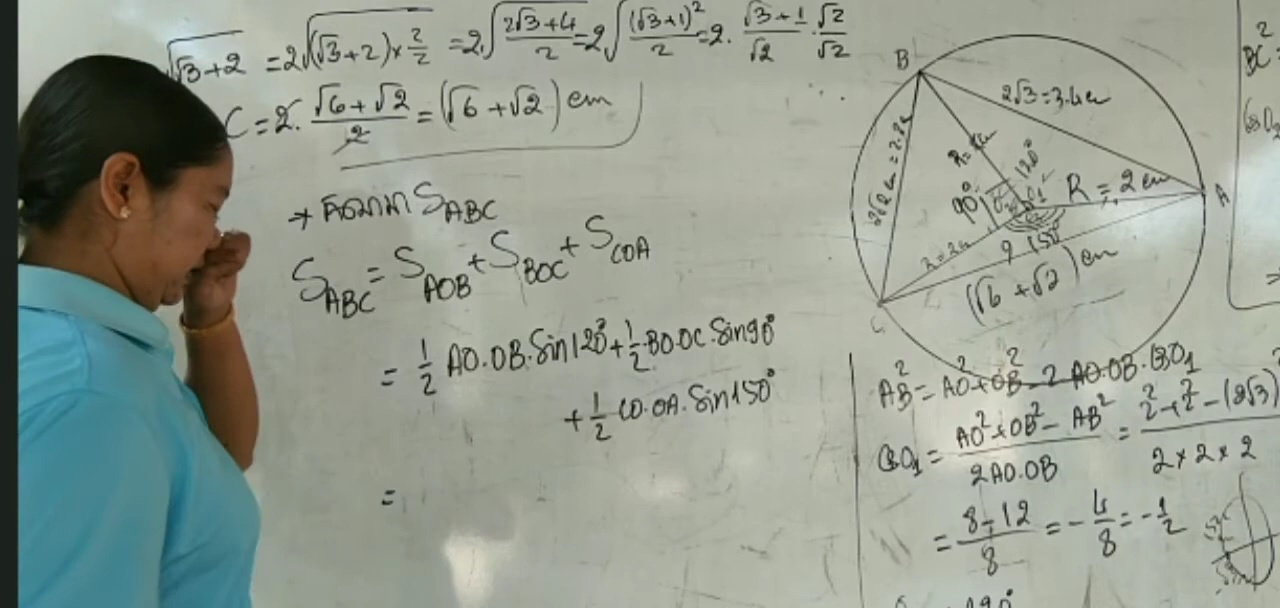 √(√3+2) = 2√((√3+2)×2/2) = 2√((2√3+4)/2) = 2√((√3+1)²/2) = 2·(√3+1)/√2·√2/√2
C = 2·(√6+√2)/2 = (√6+√2) cm
S_ABC
S_ABC = S_AOB + S_BOC + S_COA
= 1/2 AO.OB.Sin120° + 1/2 BO.OC.Sin90°
+ 1/2 CO.OA.Sin150°
=
B
2√3=3.4cm
120°
90°
R=2cm
A
150°
(√6+√2)cm
C
AB²=AO²+OB²-2AO.OB.CosO₁
CosO₁ = (AO²+OB²-AB²)/(2AO.OB) = (2²+2²-(2√3)²)/(2×2×2)
= (8-12)/8 = -4/8 = -1/2
BC²